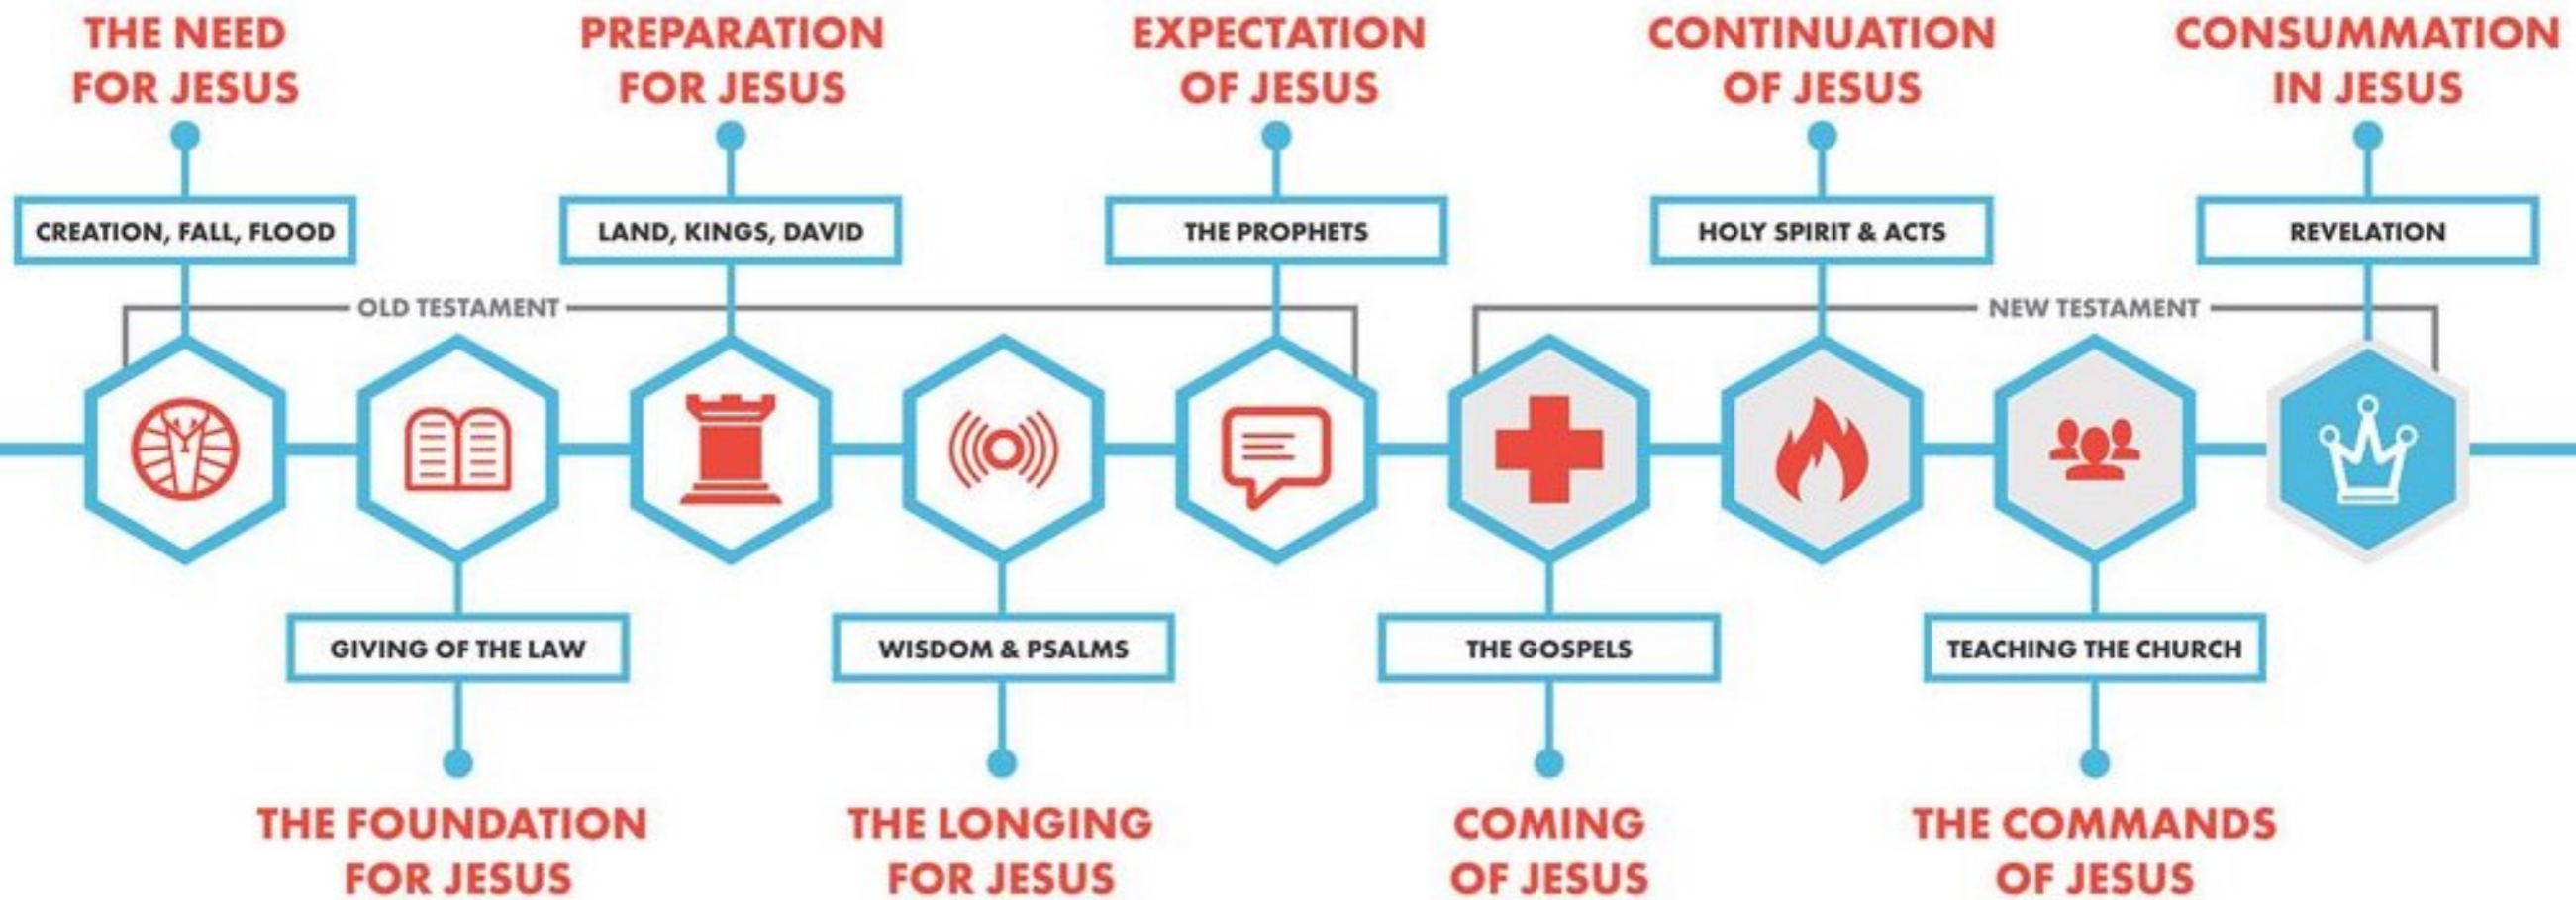 THE NEED
FOR JESUS
PREPARATION
FOR JESUS
EXPECTATION
OF JESUS
CONTINUATION
OF JESUS
CONSUMMATION
IN JESUS
CREATION, FALL, FLOOD
LAND, KINGS, DAVID
THE PROPHETS
HOLY SPIRIT & ACTS
REVELATION
OLD TESTAMENT
NEW TESTAMENT
GIVING OF THE LAW
WISDOM & PSALMS
THE GOSPELS
TEACHING THE CHURCH
THE FOUNDATION
FOR JESUS
THE LONGING
FOR JESUS
COMING
OF JESUS
THE COMMANDS
OF JESUS